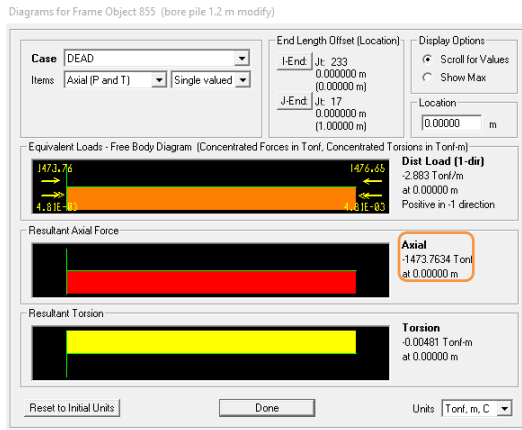 Diagrams for Frame Object 855 (bore pile 1.2 m modify)
Case DEAD
Items Axial (P and T) Single valued
End Length Offset (Location)
I-End: Jt: 233
0.000000 m
(0.00000 m)
J-End: Jt: 17
0.000000 m
(1.00000 m)
Display Options
Scroll for Values
Show Max
Location
0.00000 m
Equivalent Loads - Free Body Diagram (Concentrated Forces in Tonf, Concentrated Torsions in Tonf-m)
1473.76 1476.65
4.81E-03 4.81E-03
Dist Load (1-dir)
-2.883 Tonf/m
at 0.00000 m
Positive in -1 direction
Resultant Axial Force
Axial
-1473.7634 Tonf
at 0.00000 m
Resultant Torsion
Torsion
-0.00481 Tonf-m
at 0.00000 m
Reset to Initial Units Done Units Tonf, m, C